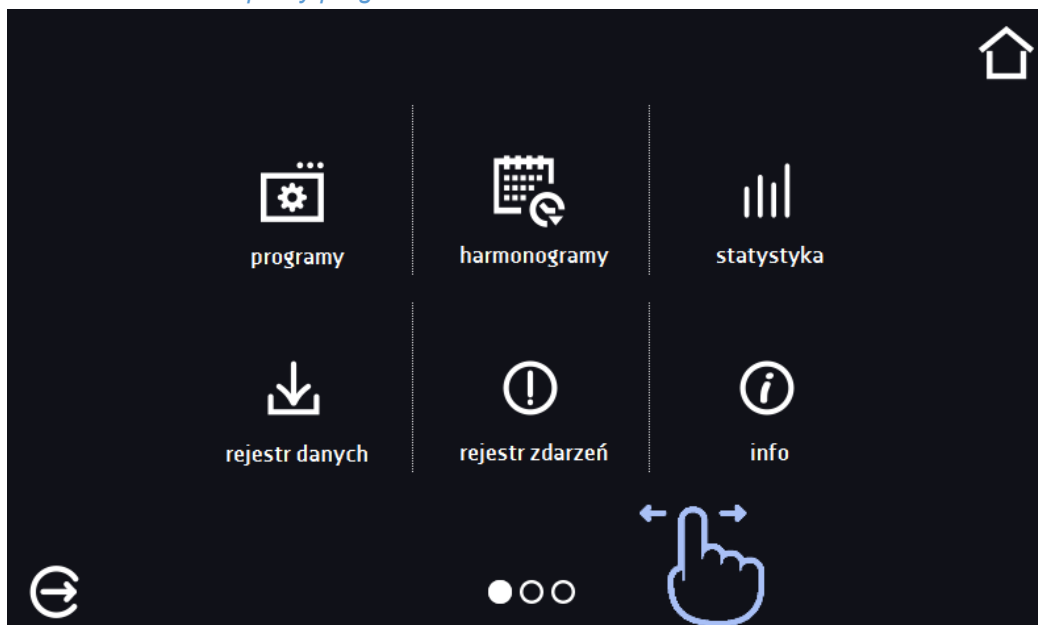 programy
harmonogramy
statystyka
rejestr danych
rejestr zdarzeń
info